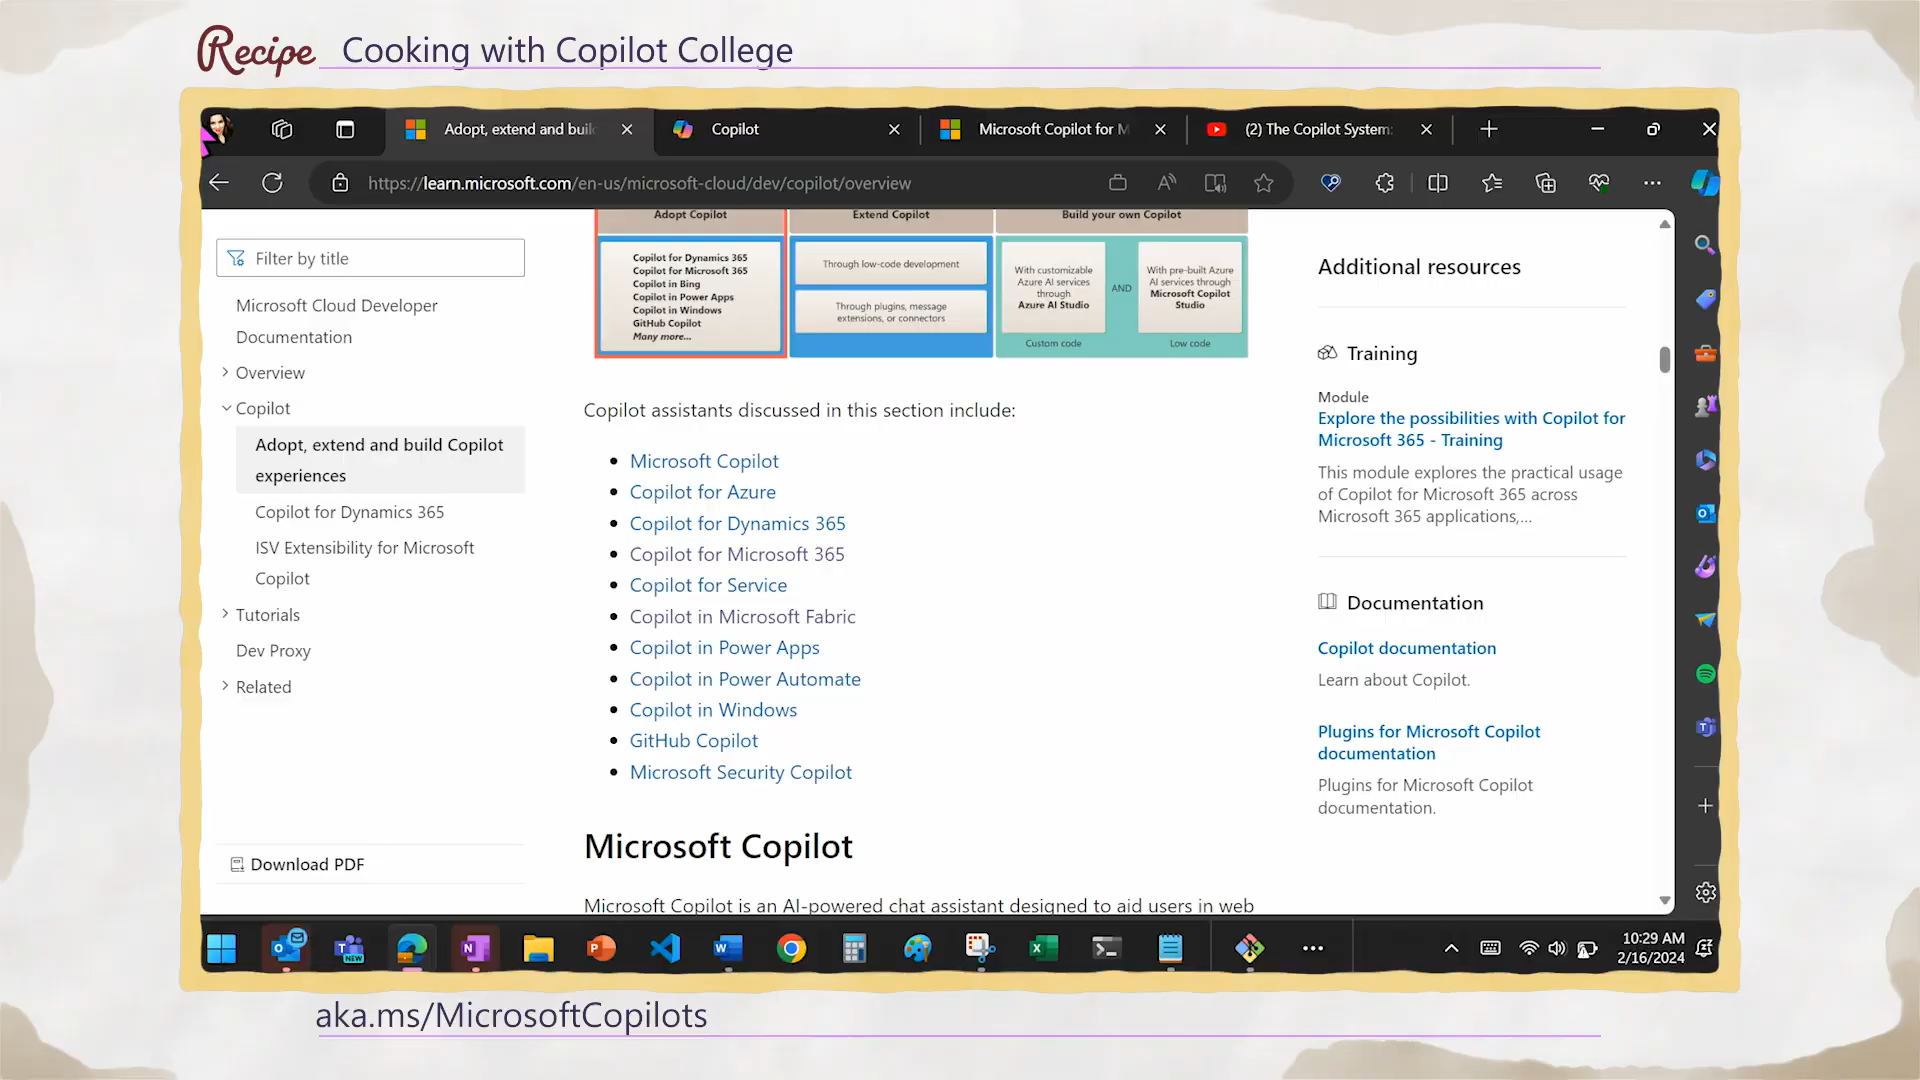 Recipe Cooking with Copilot College
Adopt, extend and buil
Copilot
Microsoft Copilot for M
(2) The Copilot System:
https://learn.microsoft.com/en-us/microsoft-cloud/dev/copilot/overview
Filter by title
Microsoft Cloud Developer
Documentation
Overview
Copilot
Adopt, extend and build Copilot
experiences
Copilot for Dynamics 365
ISV Extensibility for Microsoft
Copilot
Tutorials
Dev Proxy
Related
Download PDF
Adopt Copilot
Extend Copilot
Build your own Copilot
Copilot for Dynamics 365
Copilot for Microsoft 365
Copilot in Bing
Copilot in Power Apps
Copilot in Windows
GitHub Copilot
Many more...
Through low-code development
Through plugins, message
extensions, or connectors
With customizable
Azure AI services
through
Azure AI Studio
Custom code
AND
With pre-built Azure
AI services through
Microsoft Copilot
Studio
Low code
Copilot assistants discussed in this section include:
Microsoft Copilot
Copilot for Azure
Copilot for Dynamics 365
Copilot for Microsoft 365
Copilot for Service
Copilot in Microsoft Fabric
Copilot in Power Apps
Copilot in Power Automate
Copilot in Windows
GitHub Copilot
Microsoft Security Copilot
Microsoft Copilot
Microsoft Copilot is an AI-powered chat assistant designed to aid users in web
Additional resources
Training
Module
Explore the possibilities with Copilot for
Microsoft 365 - Training
This module explores the practical usage
of Copilot for Microsoft 365 across
Microsoft 365 applications,...
Documentation
Copilot documentation
Learn about Copilot.
Plugins for Microsoft Copilot
documentation
Plugins for Microsoft Copilot
documentation.
NEW
10:29 AM
2/16/2024
aka.ms/MicrosoftCopilots